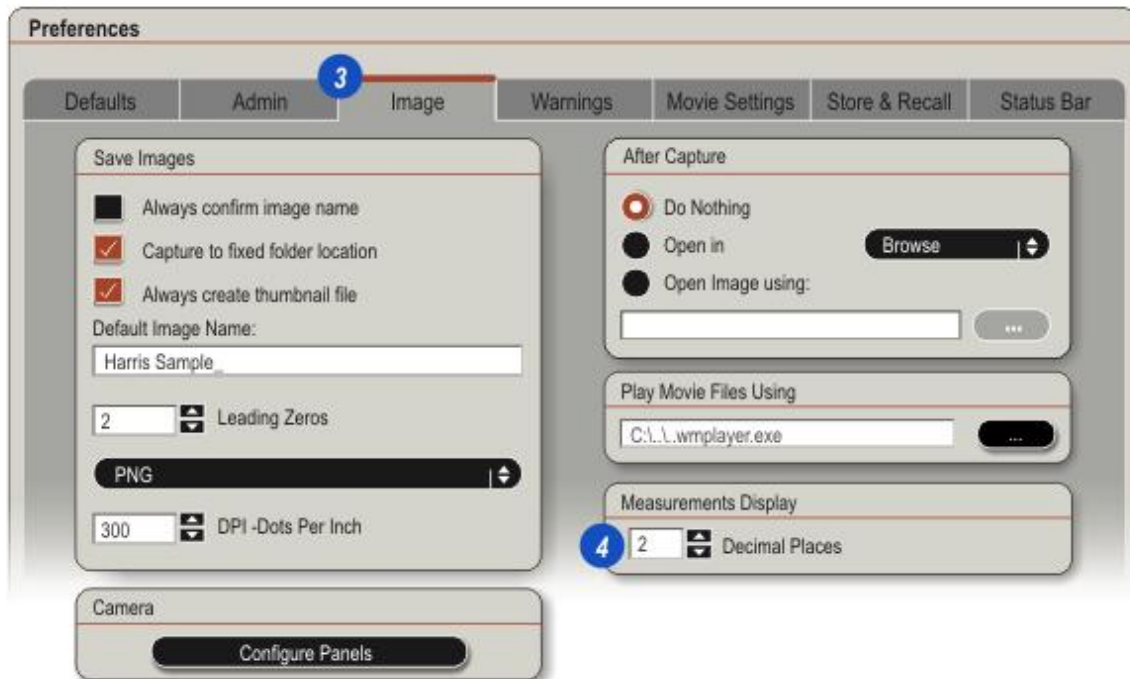 Preferences
3
Defaults Admin Image Warnings Movie Settings Store & Recall Status Bar
Save Images
Always confirm image name
Capture to fixed folder location
Always create thumbnail file
Default Image Name:
Harris Sample_
2 Leading Zeros
PNG
300 DPI -Dots Per Inch
Camera
Configure Panels
After Capture
Do Nothing
Open in Browse
Open Image using:
...
Play Movie Files Using
C:\..\..wmplayer.exe ...
Measurements Display
4 2 Decimal Places